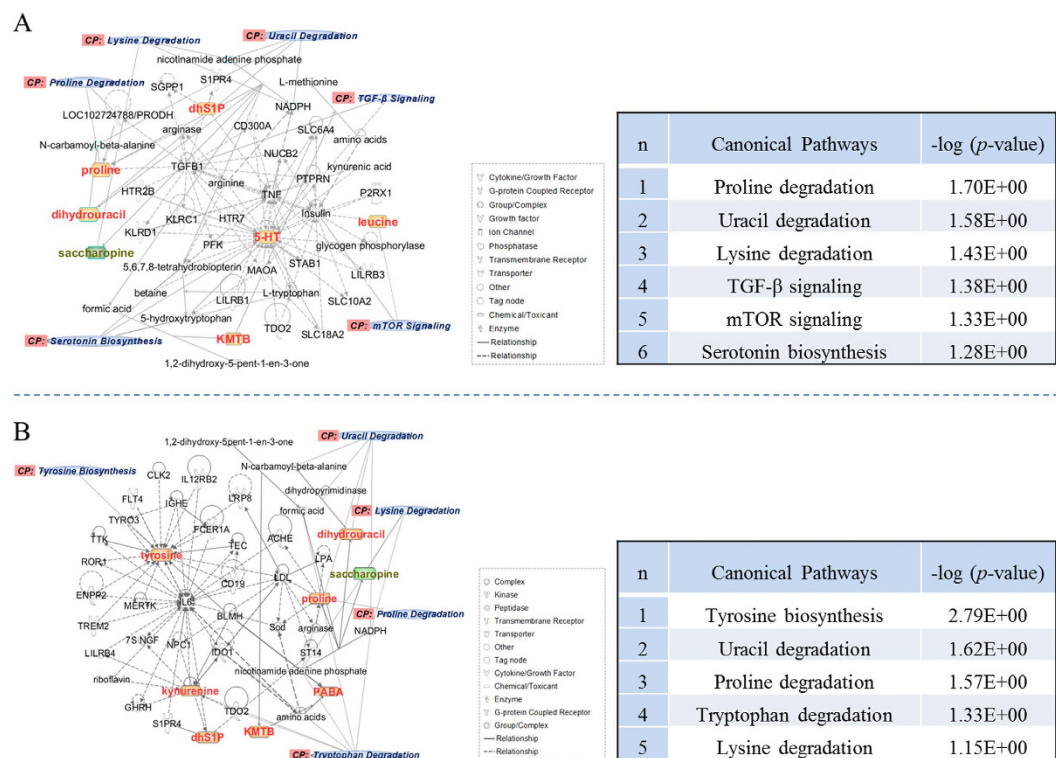 A
CP: Lysine Degradation
CP: Uracil Degradation
nicotinamide adenine phosphate
S1PR4
L-methionine
CP: Proline Degradation
SGPP1
CP: TGF-β Signaling
dhS1P
NADPH
LOC102724788/PRODH
arginase
CD300A
SLC6A4
amino acids
N-carbamoyl-beta-alanine
NUCB2
kynurenic acid
proline
TGFB1
PTPRN
arginine
TNF
P2RX1
HTR2B
Insulin
dihydrouracil
KLRC1
HTR7
leucine
KLRD1
5-HT
PFK
glycogen phosphorylase
saccharopine
STAB1
5,6,7,8-tetrahydrobiopterin
MAOA
LILRB3
betaine
L-tryptophan
SLC10A2
formic acid
LILRB1
5-hydroxytryptophan
TDO2
CP: mTOR Signaling
CP: Serotonin Biosynthesis
KMTB
SLC18A2
1,2-dihydroxy-5-pent-1-en-3-one
Cytokine/Growth Factor
G-protein Coupled Receptor
Group/Complex
Growth factor
Ion Channel
Phosphatase
Transmembrane Receptor
Transporter
Other
Tag node
Chemical/Toxicant
Enzyme
Relationship
Relationship
n Canonical Pathways -log (p-value)
1 Proline degradation 1.70E+00
2 Uracil degradation 1.58E+00
3 Lysine degradation 1.43E+00
4 TGF-β signaling 1.38E+00
5 mTOR signaling 1.33E+00
6 Serotonin biosynthesis 1.28E+00
B
CP: Uracil Degradation
1,2-dihydroxy-5pent-1-en-3-one
CP: Tyrosine Biosynthesis
CLK2
IL12RB2
N-carbamoyl-beta-alanine
FLT4
IGHE
LRP8
dihydropyrimidinase
TYRO3
formic acid
CP: Lysine Degradation
TTK
FCER1A
ACHE
dihydrouracil
tyrosine
TEC
LPA
ROR1
LDL
saccharopine
ENPP2
CD19
MERTK
IL6
proline
TREM2
BLMH
CP: Proline Degradation
7S NGF
Sod
arginase
NADPH
LILRB4
NPC1
IDO1
ST14
riboflavin
nicotinamide adenine phosphate
kynurenine
PABA
GHRH
TDO2
amino acids
S1PR4
dhS1P
KMTB
CP: Tryptophan Degradation
Complex
Kinase
Peptidase
Transmembrane Receptor
Transporter
Other
Tag node
Cytokine/Growth Factor
Chemical/Toxicant
Enzyme
G-protein Coupled Receptor
Group/Complex
Relationship
Relationship
n Canonical Pathways -log (p-value)
1 Tyrosine biosynthesis 2.79E+00
2 Uracil degradation 1.62E+00
3 Proline degradation 1.57E+00
4 Tryptophan degradation 1.33E+00
5 Lysine degradation 1.15E+00